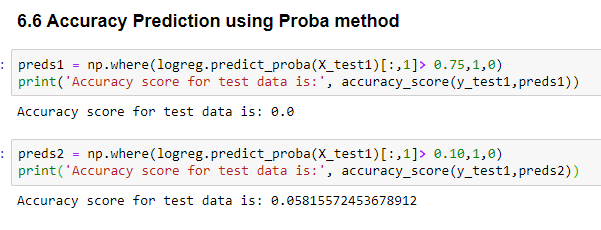 6.6 Accuracy Prediction using Proba method
: preds1 = np.where(logreg.predict_proba(X_test1)[:,1]> 0.75,1,0)
print('Accuracy score for test data is:', accuracy_score(y_test1,preds1))
Accuracy score for test data is: 0.0
: preds2 = np.where(logreg.predict_proba(X_test1)[:,1]> 0.10,1,0)
print('Accuracy score for test data is:', accuracy_score(y_test1,preds2))
Accuracy score for test data is: 0.05815572453678912